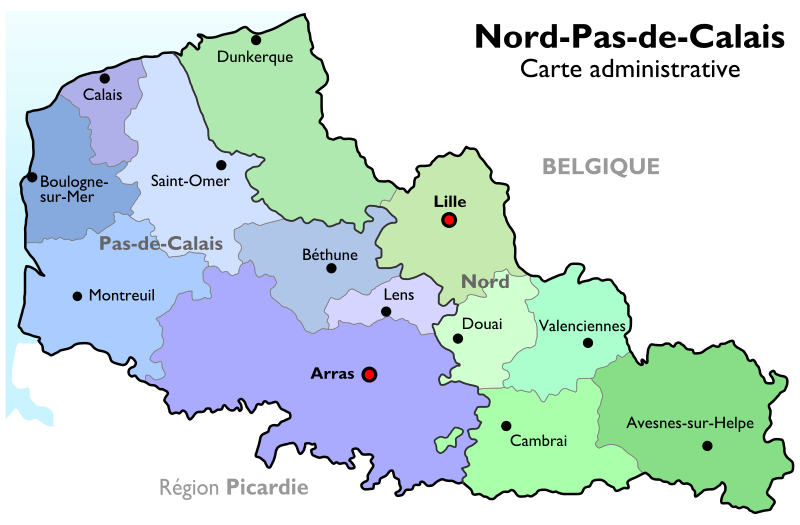 Nord-Pas-de-Calais
Carte administrative
Dunkerque
Calais
BELGIQUE
Boulogne-
sur-Mer
Saint-Omer
Lille
Pas-de-Calais
Béthune
Nord
Montreuil
Lens
Douai
Valenciennes
Arras
Avesnes-sur-Helpe
Cambrai
Région Picardie